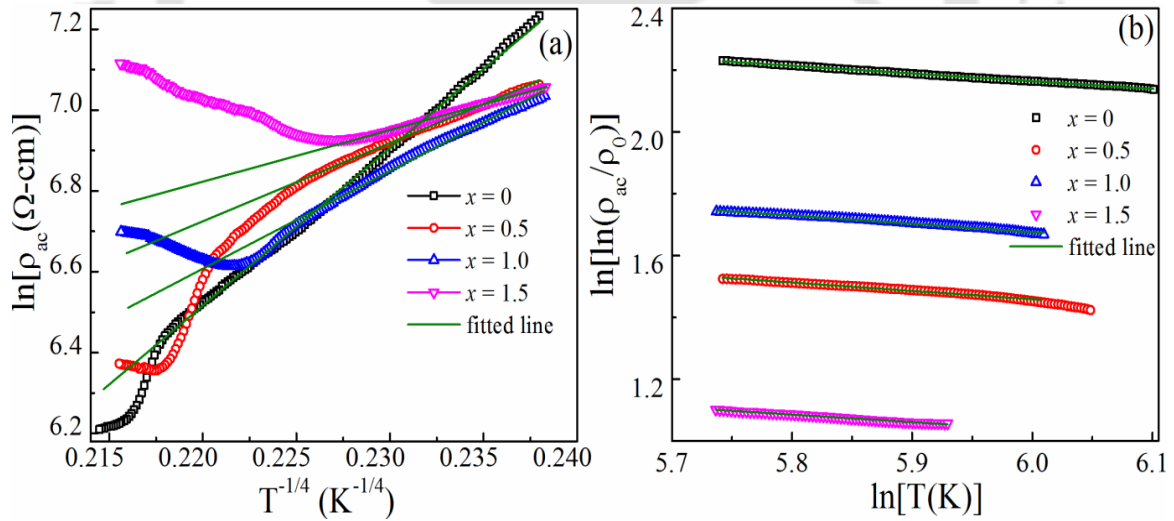 7.2
7.0
6.8
6.6
6.4
6.2
ln[ρac(Ω-cm)]
(a)
x = 0
x = 0.5
x = 1.0
x = 1.5
fitted line
0.215 0.220 0.225 0.230 0.235 0.240
T-1/4 (K-1/4)
2.4
2.0
1.6
1.2
ln[ln(ρac/ρ0)]
(b)
x = 0
x = 0.5
x = 1.0
x = 1.5
fitted line
5.7 5.8 5.9 6.0 6.1
ln[T(K)]